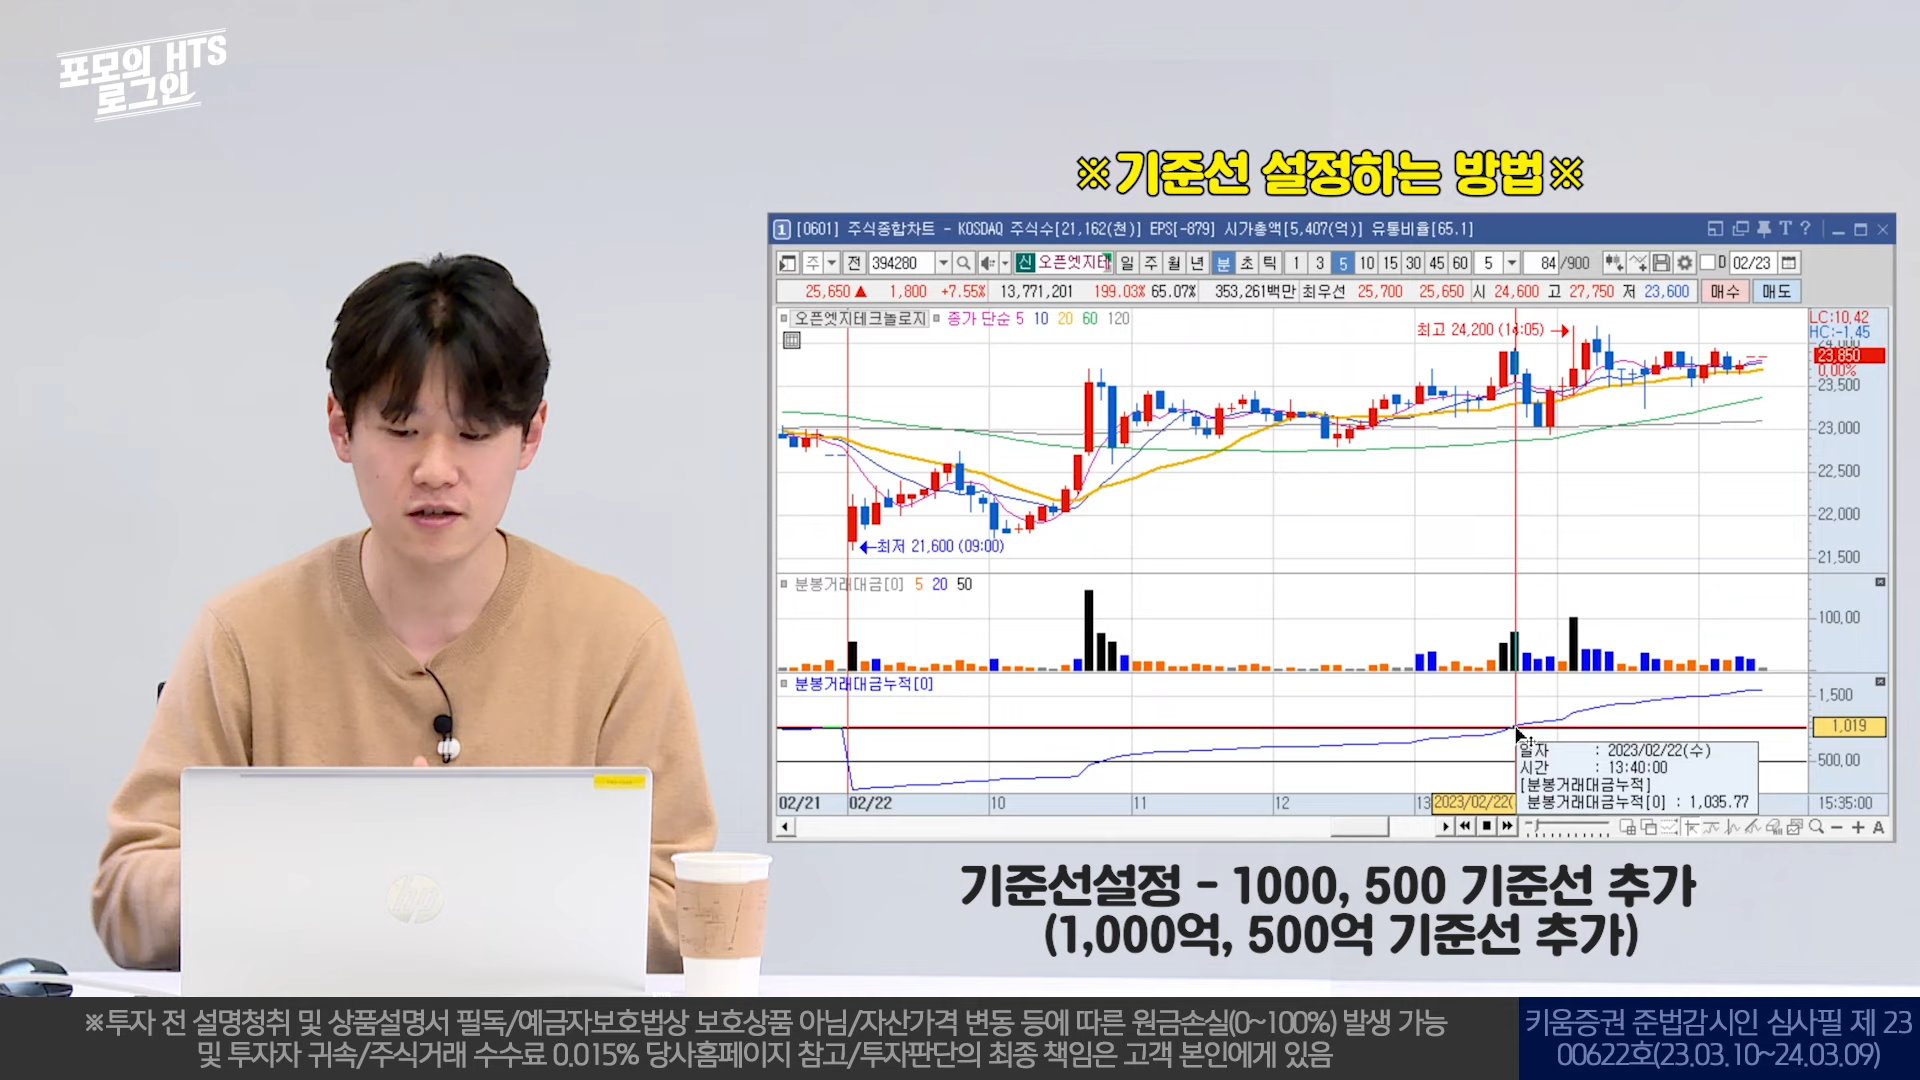 포모의 HTS
로그인
※기준선 설정하는 방법※
1 [0601] 주식종합차트 - KOSDAQ 주식수[21,162(천)] EPS[-879] 시가총액[5,407(억)] 유통비율[65.1]
주 전 394280 신 오픈엣지테 일 주 월 년 분 초 틱 1 3 5 10 15 30 45 60 5 84 /900 D 02/23
25,650 ▲ 1,800 +7.55% 13,771,201 199.03% 65.07% 353,261백만 최우선 25,700 25,650 시 24,600 고 27,750 저 23,600 매수 매도
오픈엣지테크놀로지 종가 단순 5 10 20 60 120
LC:10,42
HC:-1,45
최고 24,200 (14:05) →
24,000
23,850
0,00%
23,500
23,000
22,500
22,000
←최저 21,600 (09:00)
21,500
분봉거래대금[0] 5 20 50
100,00
분봉거래대금누적[0]
1,500
1,019
500,00
일자 : 2023/02/22(수)
시간 : 13:40:00
[분봉거래대금누적]
분봉거래대금누적[0] : 1,035.77
02/21 02/22 10 11 12 13 2023/02/22( 15:35:00
기준선설정 - 1000, 500 기준선 추가
(1,000억, 500억 기준선 추가)
※투자 전 설명청취 및 상품설명서 필독/예금자보호법상 보호상품 아님/자산가격 변동 등에 따른 원금손실(0~100%) 발생 가능
및 투자자 귀속/주식거래 수수료 0.015% 당사홈페이지 참고/투자판단의 최종 책임은 고객 본인에게 있음
키움증권 준법감시인 심사필 제 23
00622호(23.03.10~24.03.09)
hp